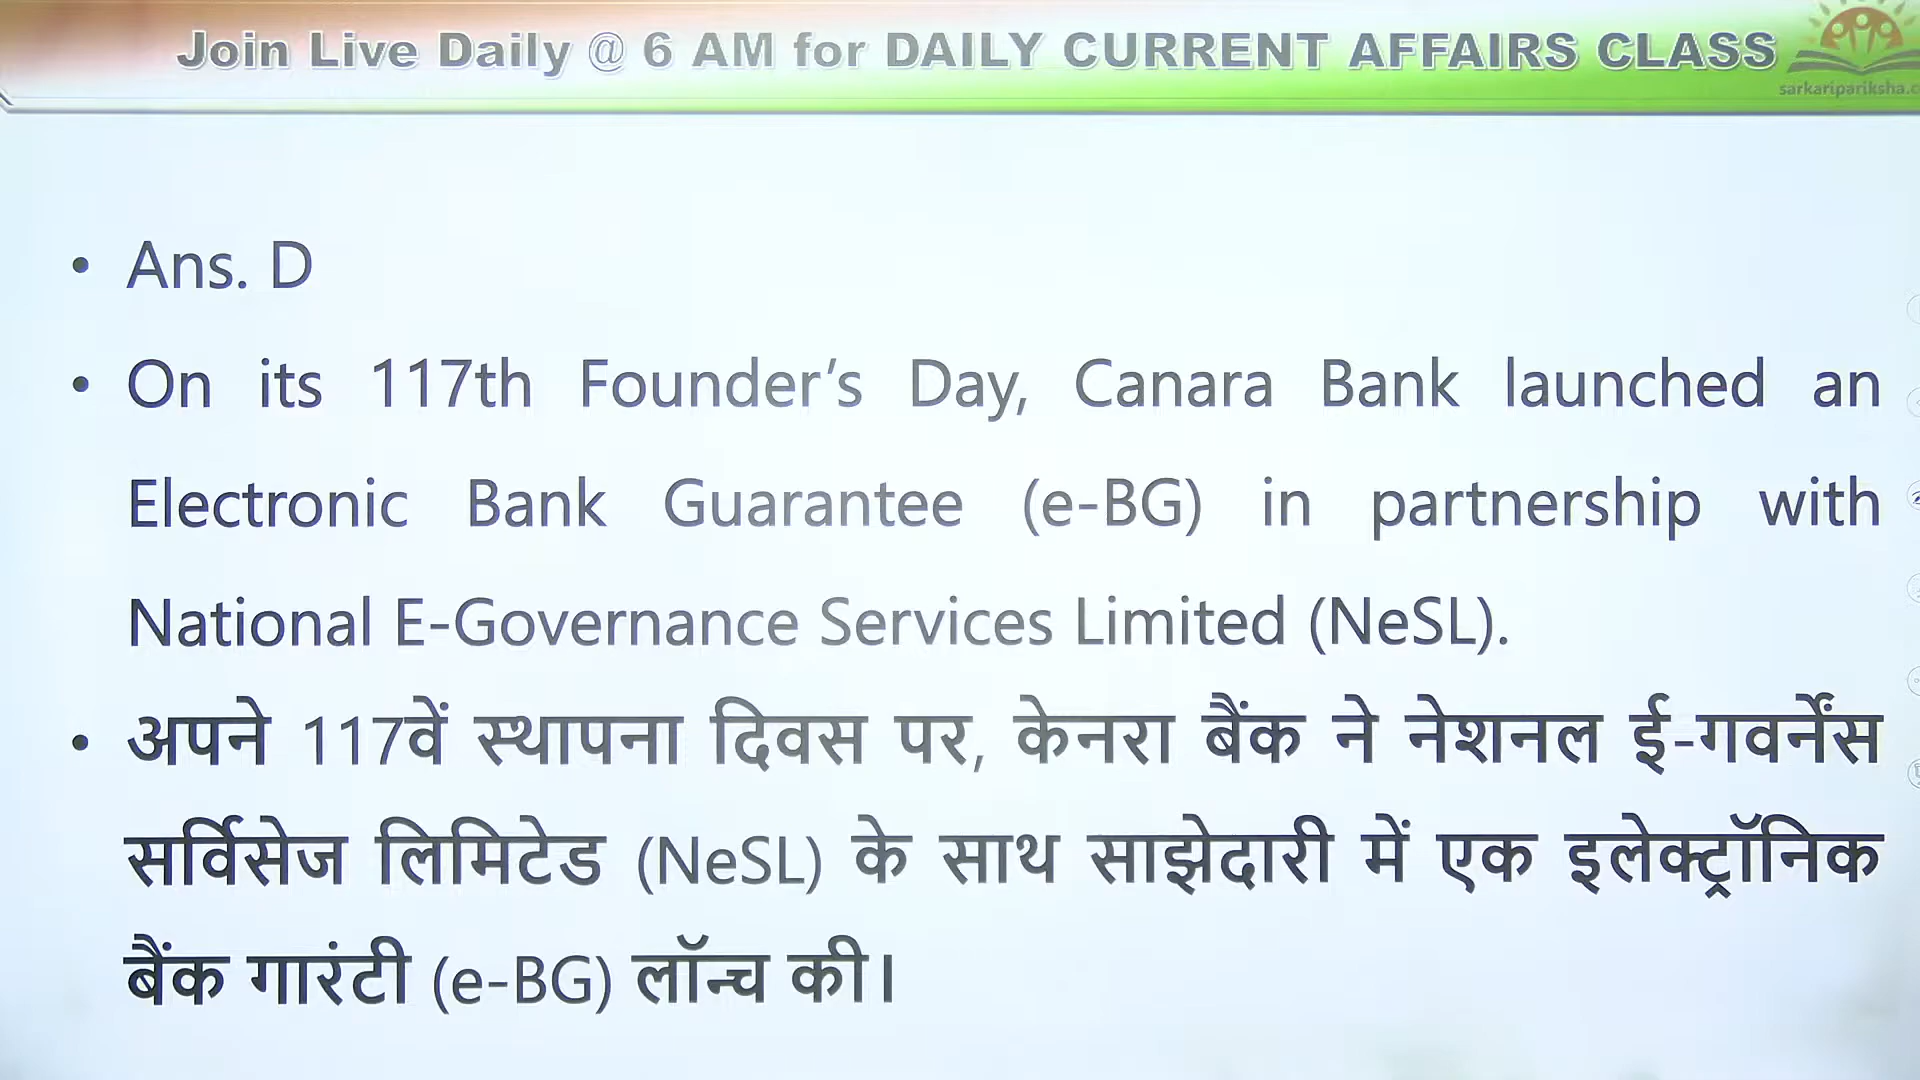 Join Live Daily @ 6 AM for DAILY CURRENT AFFAIRS CLASS
• Ans. D
• On its 117th Founder’s Day, Canara Bank launched an
Electronic Bank Guarantee (e-BG) in partnership with
National E-Governance Services Limited (NeSL).
• अपने 117वें स्थापना दिवस पर, केनरा बैंक ने नेशनल ई-गवर्नेंस
सर्विसेज लिमिटेड (NeSL) के साथ साझेदारी में एक इलेक्ट्रॉनिक
बैंक गारंटी (e-BG) लॉन्च की।